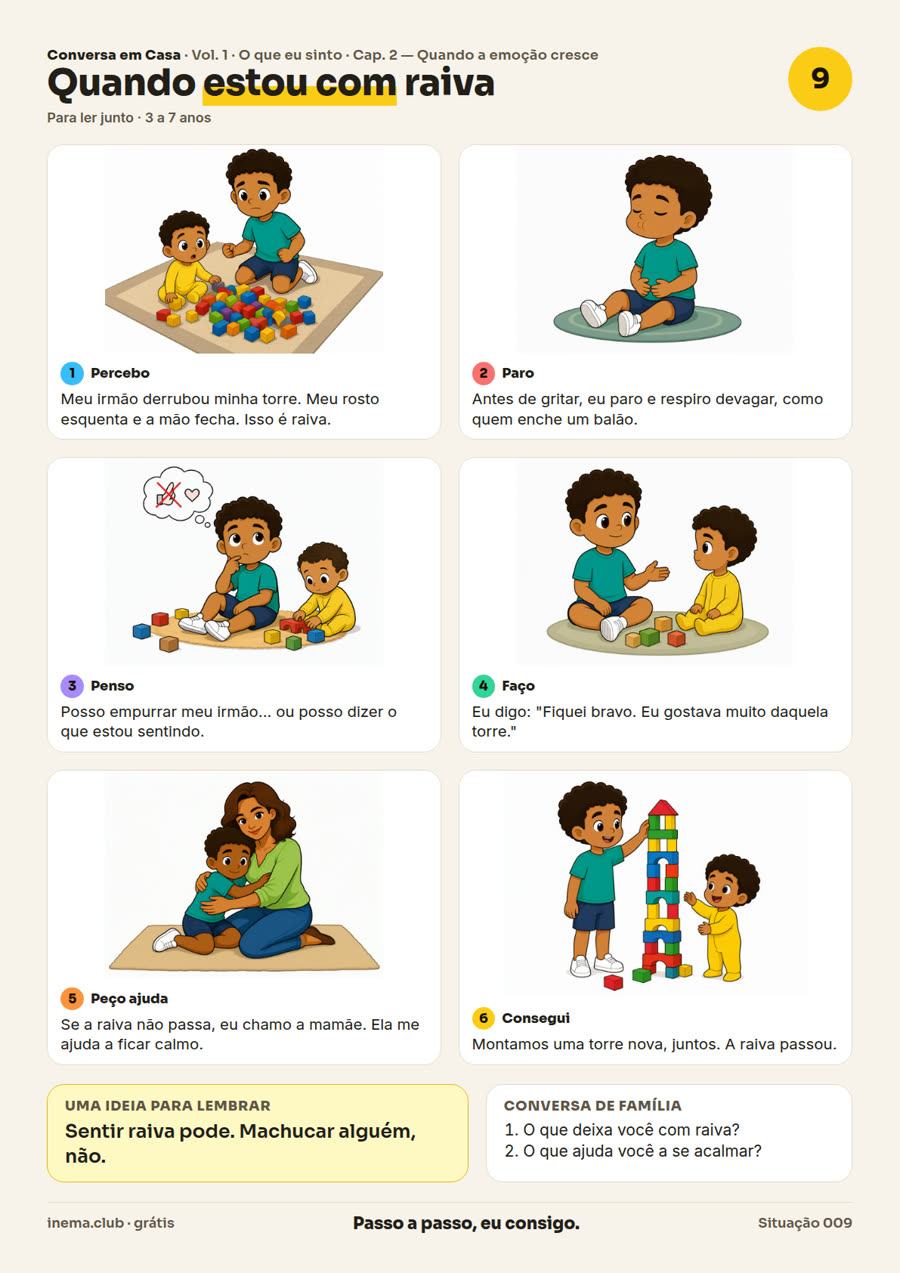 Conversa em Casa · Vol. 1 · O que eu sinto · Cap. 2 — Quando a emoção cresce
Quando estou com raiva
9
Para ler junto · 3 a 7 anos
1 Percebo
Meu irmão derrubou minha torre. Meu rosto
esquenta e a mão fecha. Isso é raiva.
2 Paro
Antes de gritar, eu paro e respiro devagar, como
quem enche um balão.
3 Penso
Posso empurrar meu irmão... ou posso dizer o
que estou sentindo.
4 Faço
Eu digo: "Fiquei bravo. Eu gostava muito daquela
torre."
5 Peço ajuda
Se a raiva não passa, eu chamo a mamãe. Ela me
ajuda a ficar calmo.
6 Consegui
Montamos uma torre nova, juntos. A raiva passou.
UMA IDEIA PARA LEMBRAR
Sentir raiva pode. Machucar alguém,
não.
CONVERSA DE FAMÍLIA
1. O que deixa você com raiva?
2. O que ajuda você a se acalmar?
inema.club · grátis
Passo a passo, eu consigo.
Situação 009